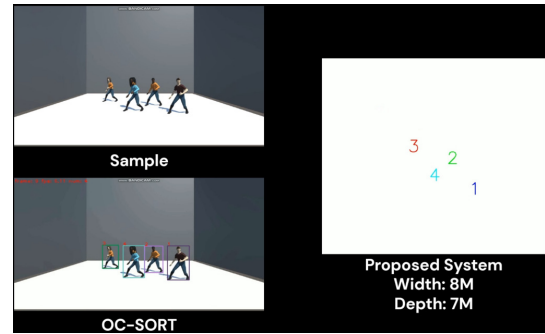 Sample
OC-SORT
3
2
4
1
Proposed System
Width: 8M
Depth: 7M